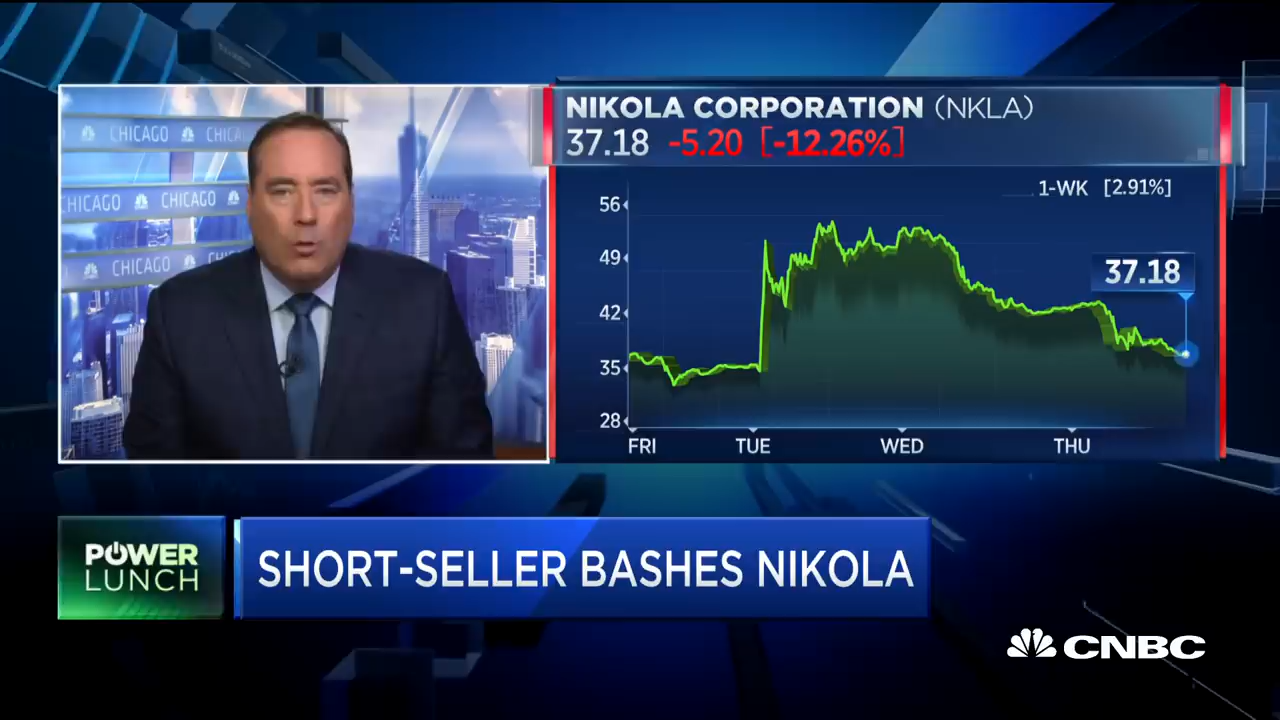 CHICAGO
CHICA
CHICAGO
CHICAGO
CHICAGO
NIKOLA CORPORATION (NKLA)
37.18 -5.20 [-12.26%]
1-WK [2.91%]
56
49
42
35
28
37.18
FRI TUE WED THU
POWER
LUNCH
SHORT-SELLER BASHES NIKOLA
CNBC